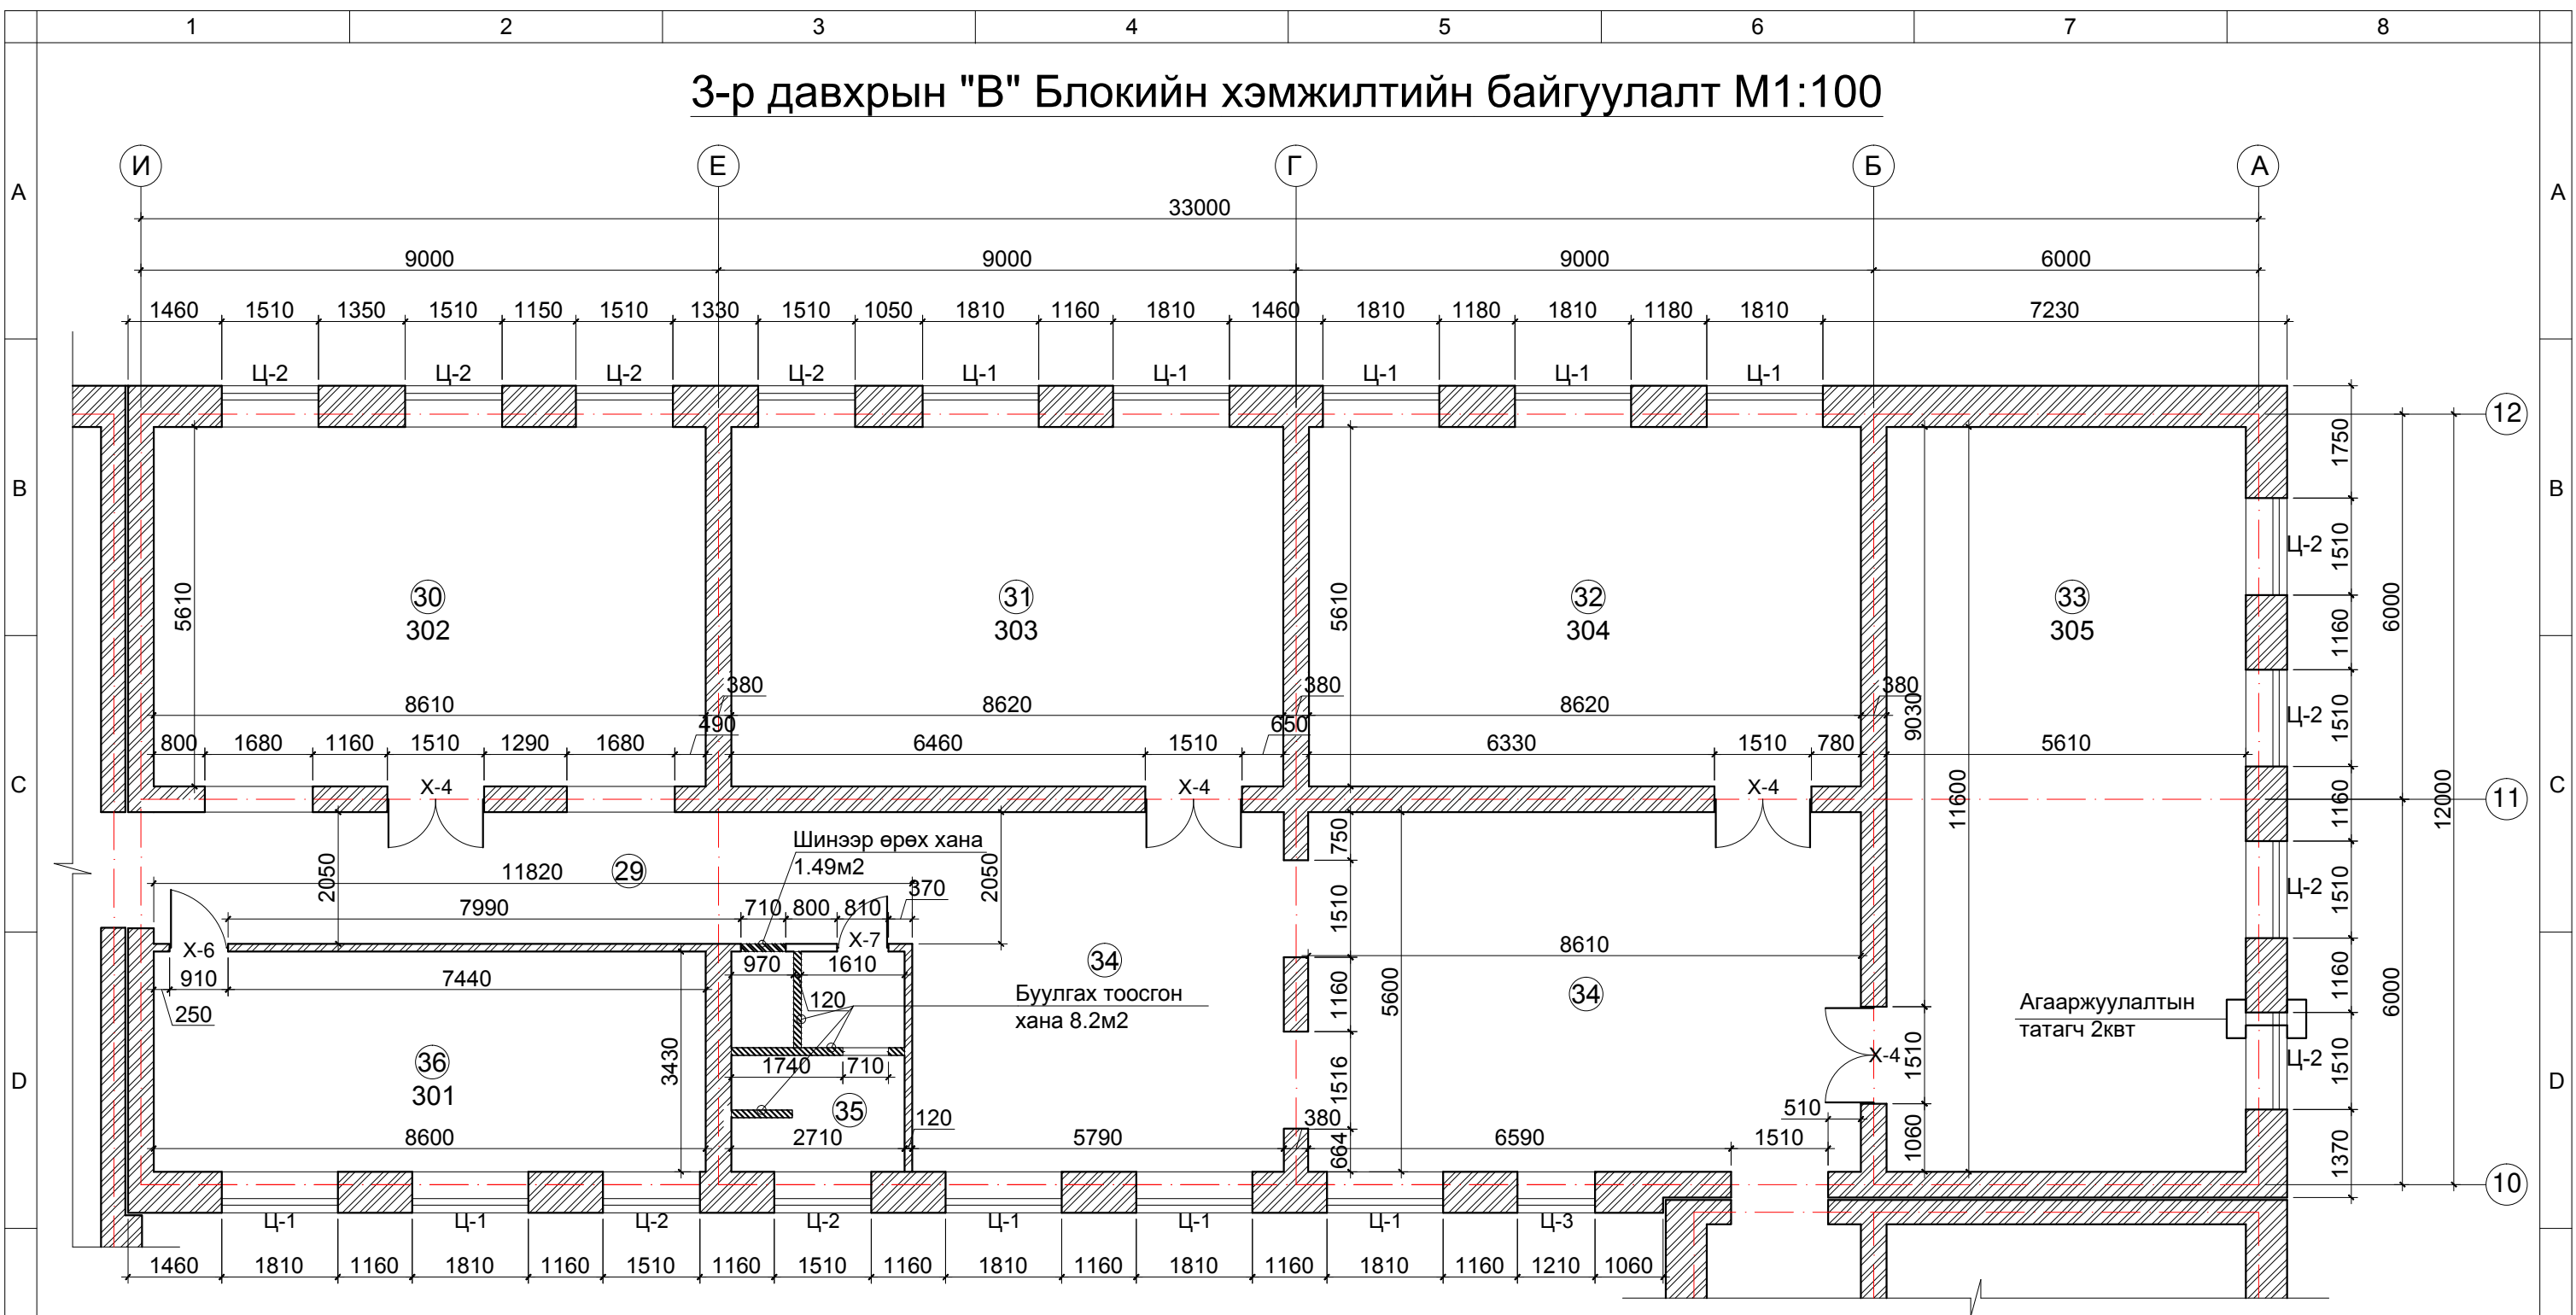 1 2 3 4 5 6 7 8
3-р давхрын "В" Блокийн хэмжилтийн байгуулалт М1:100
И Е Г Б А
A A
33000
9000 9000 9000 6000
1460 1510 1350 1510 1150 1510 1330 1510 1050 1810 1160 1810 1460 1810 1180 1810 1180 1810 7230
Ц-2 Ц-2 Ц-2 Ц-2 Ц-1 Ц-1 Ц-1 Ц-1 Ц-1
12
1750
B B
Ц-2 1510
5610 5610
30 31 32 33
302 303 304 305
6000
1160
380 380 380
8610 8620 8620
9030
Ц-2 1510
490 650
800 1680 1160 1510 1290 1680 6460 1510 6330 1510 780 5610
C C
Х-4 Х-4 Х-4
11600
1160
12000
11
750
Шинээр өрөх хана
1.49м2
2050 2050
11820 29
370
Ц-2 1510
7990 710 800 810
1510
Х-6 Х-7
8610
910 7440 970 1610
34
1160
34
5600
1160
6000
250
120
Буулгах тоосгон
хана 8.2м2
Агааржуулалтын
татагч 2квт
36
301
3430
1740 710
35
1516
Х-4 1510
Ц-2 1510
D D
120 380 510
8600 2710 5790 6590 1510
664
1060
1370
10
Ц-1 Ц-1 Ц-2 Ц-2 Ц-1 Ц-1 Ц-1 Ц-3
1460 1810 1160 1810 1160 1510 1160 1510 1160 1810 1160 1810 1160 1810 1160 1210 1060